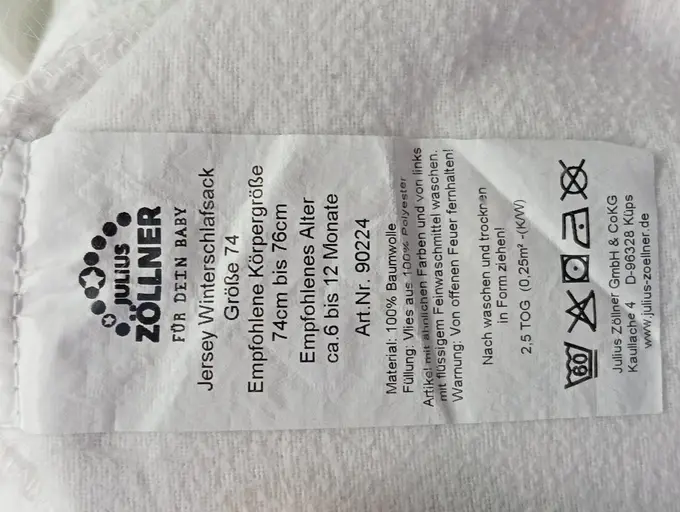 JULIUS
ZÖLLNER
FÜR DEIN BABY
Jersey Winterschlafsack
Größe 74
Empfohlene Körpergröße
74cm bis 76cm
Empfohlenes Alter
ca.6 bis 12 Monate
Art.Nr. 90224
Material: 100% Baumwolle
Füllung: Vlies aus 100% Polyester
Artikel mit ähnlichen Farben und von links
mit flüssigem Feinwaschmittel waschen.
Warnung: Von offenen Feuer fernhalten!
Nach waschen und trocknen
in Form ziehen!
2,5 TOG (0,25m² -(K/W)
60
Julius Zöllner GmbH & CoKG
Kaullache 4 D-96328 Küps
www.julius-zoellner.de